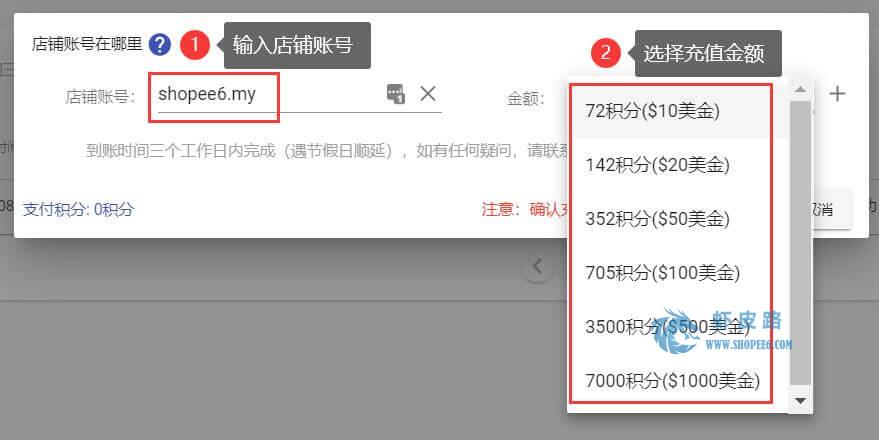 店铺账号在哪里 ? 1 输入店铺账号
2 选择充值金额
店铺账号： shopee6.my
金额：
72积分($10美金)
142积分($20美金)
352积分($50美金)
705积分($100美金)
3500积分($500美金)
7000积分($1000美金)
到账时间三个工作日内完成（遇节假日顺延），如有任何疑问，请联
支付积分: 0积分
注意：确认
取消
虾皮路
WWW.SHOPEE6.COM